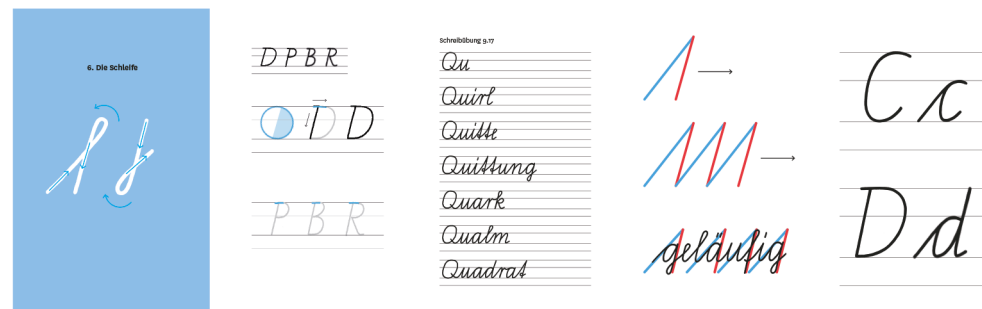 6. Die Schleife
D P B R
D D
P B R
Schreibübung 9.17
Qu
Quirl
Quitte
Quittung
Quark
Qualm
Quadrat
geläufig
C c
D d